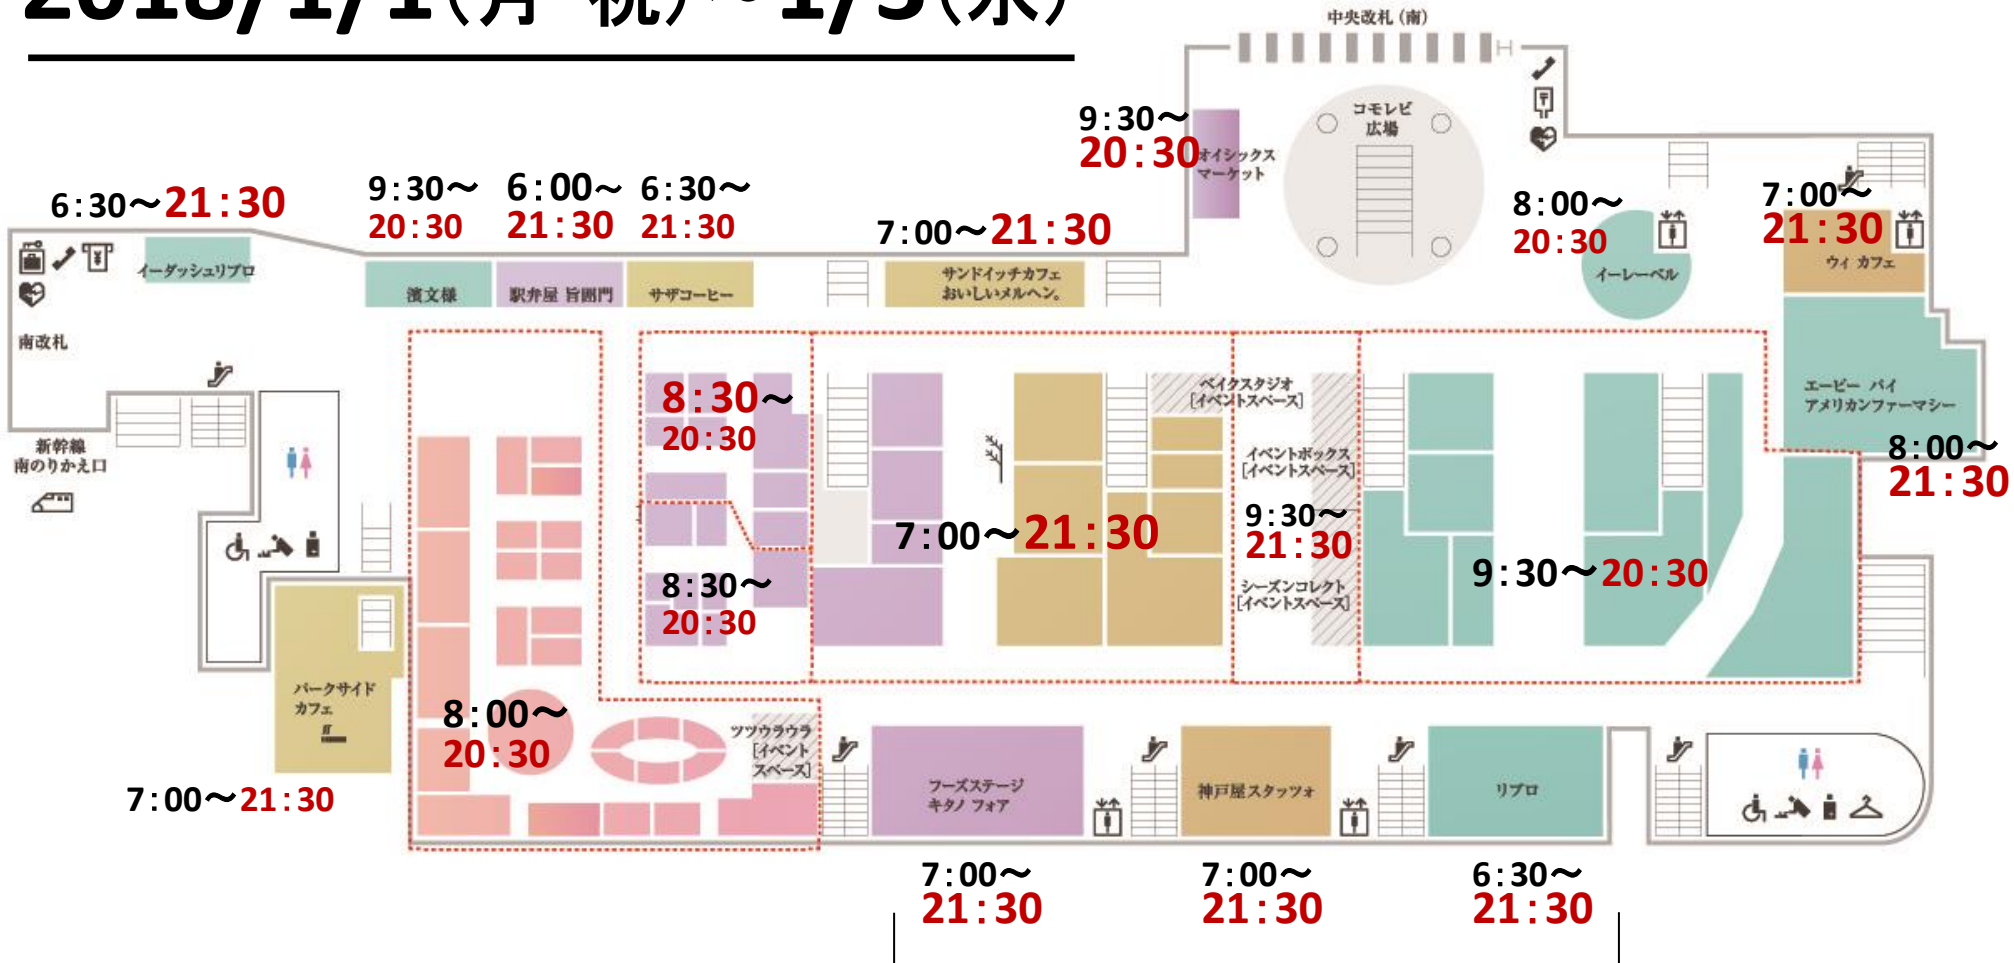 2018/1/1(月・祝)～1/3(水)
中央改札(南)
コモレビ
広場
9:30～
20:30
オイシックス
マーケット
6:30～21:30
9:30～
20:30
6:00～
21:30
6:30～
21:30
7:00～21:30
8:00～
20:30
7:00～
21:30
イーダッシュリブロ
濱文様
駅弁屋 旨囲門
サザコーヒー
サンドイッチカフェ
おいしいメルヘン。
イーレーベル
ウィ カフェ
南改札
新幹線
南のりかえ口
8:30～
20:30
ベイクスタジオ
[イベントスペース]
エービー バイ
アメリカンファーマシー
8:00～
21:30
イベントボックス
[イベントスペース]
7:00～21:30
9:30～
21:30
8:30～
20:30
シーズンコレクト
[イベントスペース]
9:30～20:30
パークサイド
カフェ
7:00～21:30
8:00～
20:30
ツツウラウラ
[イベント
スペース]
フーズステージ
キタノ フォア
神戸屋スタッツォ
リブロ
7:00～
21:30
7:00～
21:30
6:30～
21:30